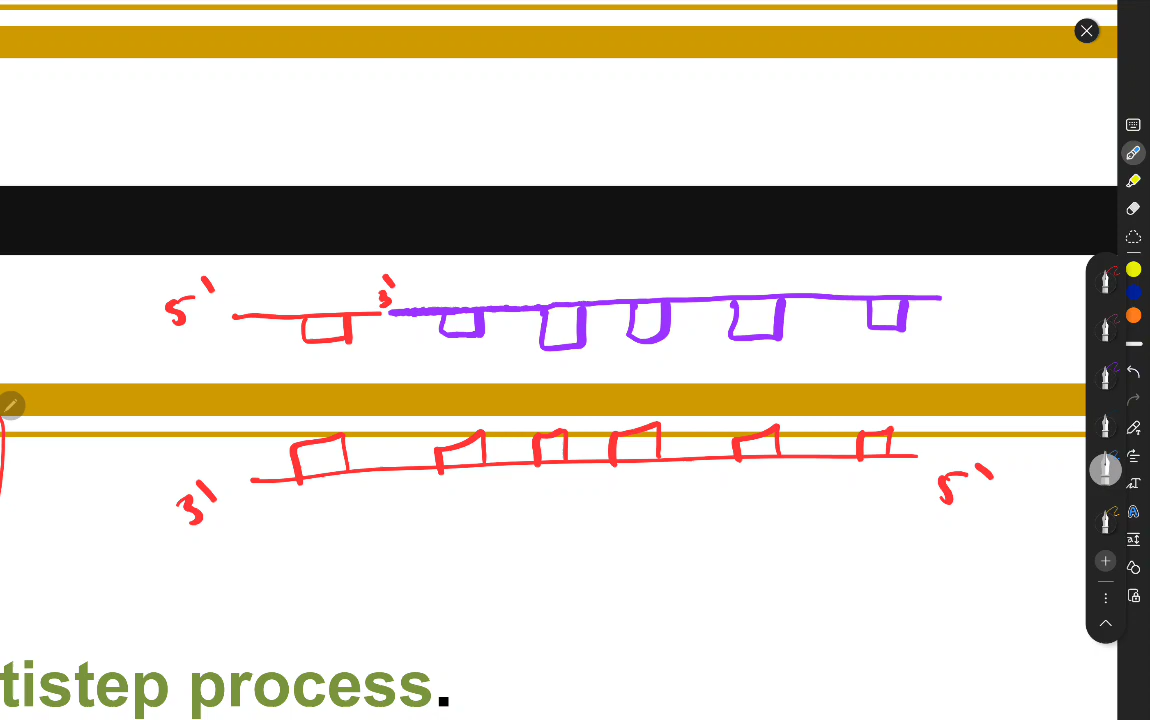 5' 3'
3' 5'
tistep process.